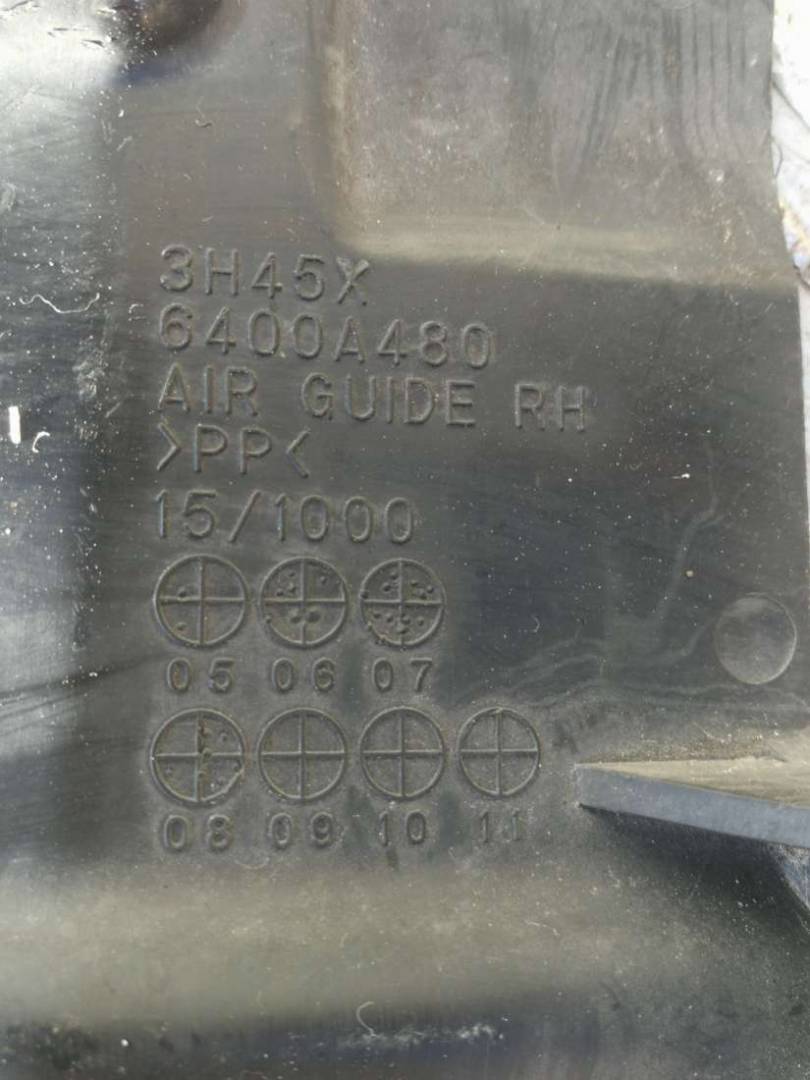 3H45X
6400A480
AIR GUIDE RH
>PP<
15/1000
05 06 07
08 09 10 11